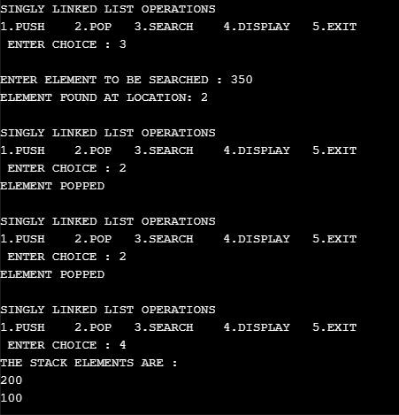 SINGLY LINKED LIST OPERATIONS
1.PUSH 2.POP 3.SEARCH 4.DISPLAY 5.EXIT
ENTER CHOICE : 3
ENTER ELEMENT TO BE SEARCHED : 350
ELEMENT FOUND AT LOCATION: 2
SINGLY LINKED LIST OPERATIONS
1.PUSH 2.POP 3.SEARCH 4.DISPLAY 5.EXIT
ENTER CHOICE : 2
ELEMENT POPPED
SINGLY LINKED LIST OPERATIONS
1.PUSH 2.POP 3.SEARCH 4.DISPLAY 5.EXIT
ENTER CHOICE : 2
ELEMENT POPPED
SINGLY LINKED LIST OPERATIONS
1.PUSH 2.POP 3.SEARCH 4.DISPLAY 5.EXIT
ENTER CHOICE : 4
THE STACK ELEMENTS ARE :
200
100